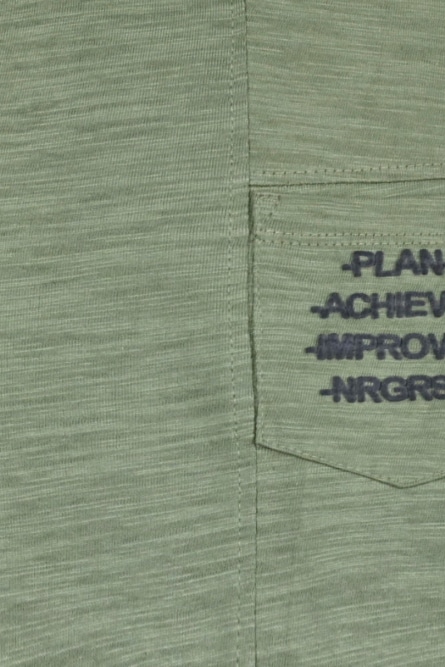 -PLAN-
-ACHIEV
-IMPROV
-NRGRS